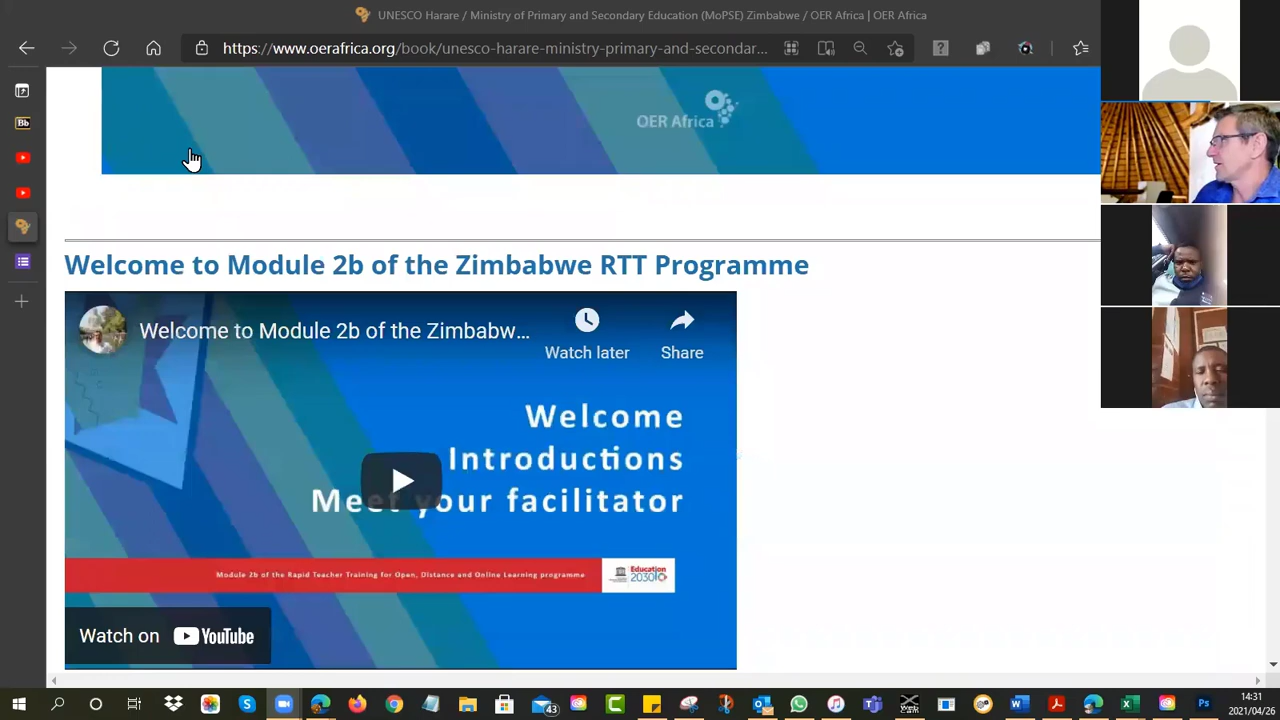 UNESCO Harare / Ministry of Primary and Secondary Education (MoPSE) Zimbabwe / OER Africa | OER Africa
https://www.oerafrica.org/book/unesco-harare-ministry-primary-and-secondar...
OER Africa
Welcome to Module 2b of the Zimbabwe RTT Programme
Welcome to Module 2b of the Zimbabw...
Watch later
Share
Welcome
Introductions
Meet your facilitator
Module 2b of the Rapid Teacher Training for Open, Distance and Online Learning programme
Education
2030
Watch on YouTube
43
14:31
2021/04/26